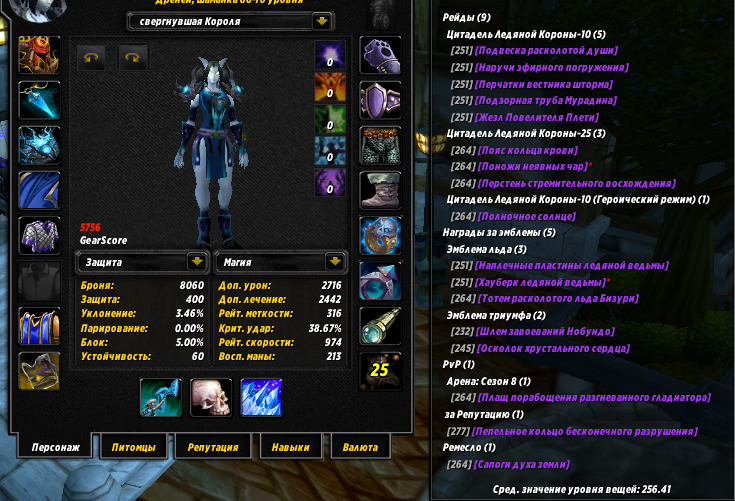 Дреней, шаманка 80-го уровня
свергнувшая Короля
0
0
0
0
0
5756
GearScore
Защита
Магия
Броня: 8060
Защита: 400
Уклонение: 3.46%
Парирование: 0.00%
Блок: 5.00%
Устойчивость: 60
Доп. урон: 2716
Доп. лечение: 2442
Рейт. меткости: 316
Крит. удар: 38.67%
Рейт. скорости: 974
Восп. маны: 213
25
Персонаж
Питомцы
Репутация
Навыки
Валюта
Рейды (9)
Цитадель Ледяной Короны-10 (5)
[251] [Подвеска расколотой души]
[251] [Наручи эфирного погружения]
[251] [Перчатки вестника шторма]
[251] [Подзорная труба Мурадина]
[251] [Жезл Повелителя Плети]
Цитадель Ледяной Короны-25 (3)
[264] [Пояс кольца крови]
[264] [Поножи неявных чар]*
[264] [Перстень стремительного восхождения]
Цитадель Ледяной Короны-10 (Героический режим) (1)
[264] [Полночное солнце]
Награды за эмблемы (5)
Эмблема льда (3)
[251] [Наплечные пластины ледяной ведьмы]
[251] [Хауберк ледяной ведьмы]*
[264] [Тотем расколотого льда Бизури]
Эмблема триумфа (2)
[232] [Шлем завоеваний Нобундо]
[245] [Осколок хрустального сердца]
PvP (1)
Арена: Сезон 8 (1)
[264] [Плащ порабощения разгневанного гладиатора]
за Репутацию (1)
[277] [Пепельное кольцо бесконечного разрушения]
Ремесло (1)
[264] [Сапоги духа земли]
Сред. значение уровня вещей: 256.41